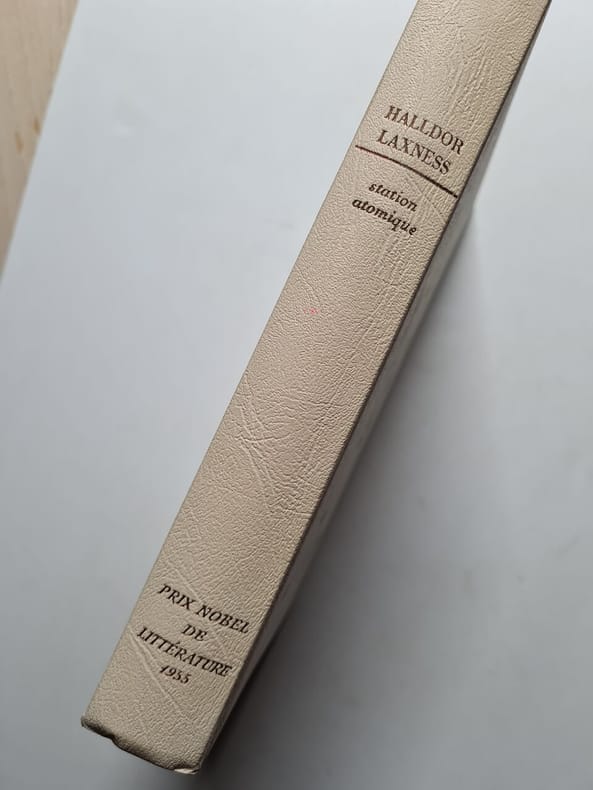 HALLDOR
LAXNESS
station
atomique
PRIX NOBEL
DE
LITTÉRATURE
1955